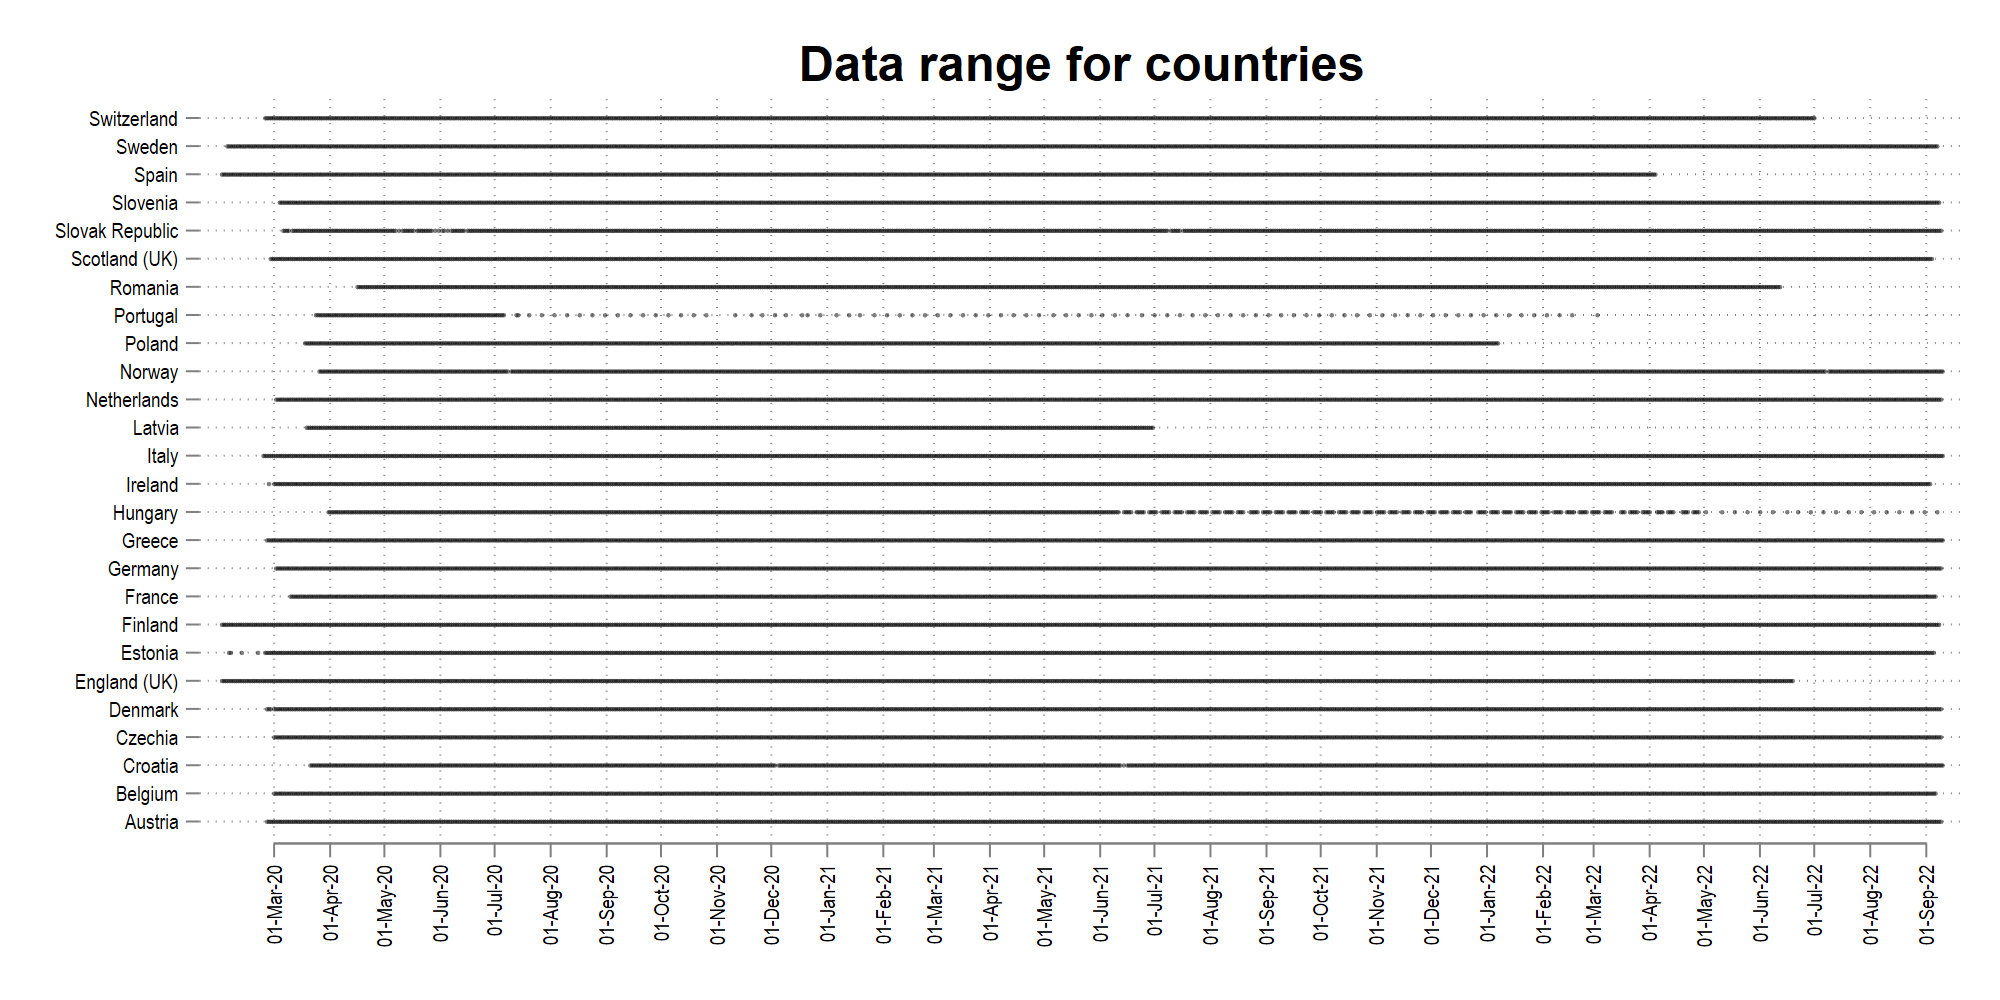 Data range for countries
Switzerland
Sweden
Spain
Slovenia
Slovak Republic
Scotland (UK)
Romania
Portugal
Poland
Norway
Netherlands
Latvia
Italy
Ireland
Hungary
Greece
Germany
France
Finland
Estonia
England (UK)
Denmark
Czechia
Croatia
Belgium
Austria
01-Mar-20
01-Apr-20
01-May-20
01-Jun-20
01-Jul-20
01-Aug-20
01-Sep-20
01-Oct-20
01-Nov-20
01-Dec-20
01-Jan-21
01-Feb-21
01-Mar-21
01-Apr-21
01-May-21
01-Jun-21
01-Jul-21
01-Aug-21
01-Sep-21
01-Oct-21
01-Nov-21
01-Dec-21
01-Jan-22
01-Feb-22
01-Mar-22
01-Apr-22
01-May-22
01-Jun-22
01-Jul-22
01-Aug-22
01-Sep-22